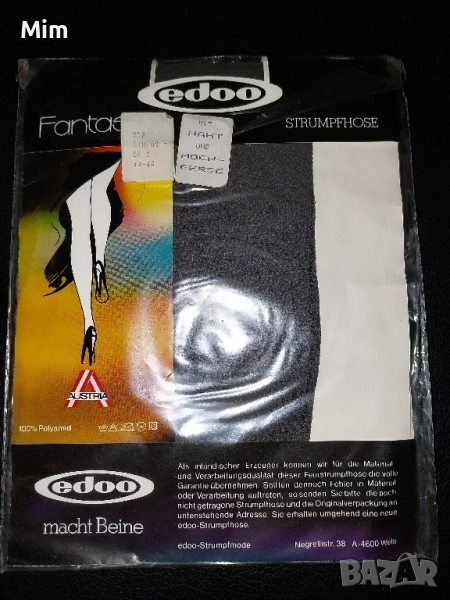 Mim
edoo
Fantas
STRUMPFHOSE
MIT
NAHT
UND
HOCH-
FERSE
AUSTRIA
100% Polyamid
Als inländischer Erzeuger können wir für die Material-
und Verarbeitungsqualität dieser Feinstrumpfhose die volle
Garantie übernehmen. Sollten dennoch Fehler in Material
oder Verarbeitung auftreten, so senden Sie bitte die noch
nicht getragene Strumpfhose und die Originalverpackung an
untenstehende Adresse. Sie erhalten umgehend eine neue
edoo-Strumpfhose.
edoo
macht Beine
edoo-Strumpfmode Negrellistr. 38 A-4600 Wels
BAZAR